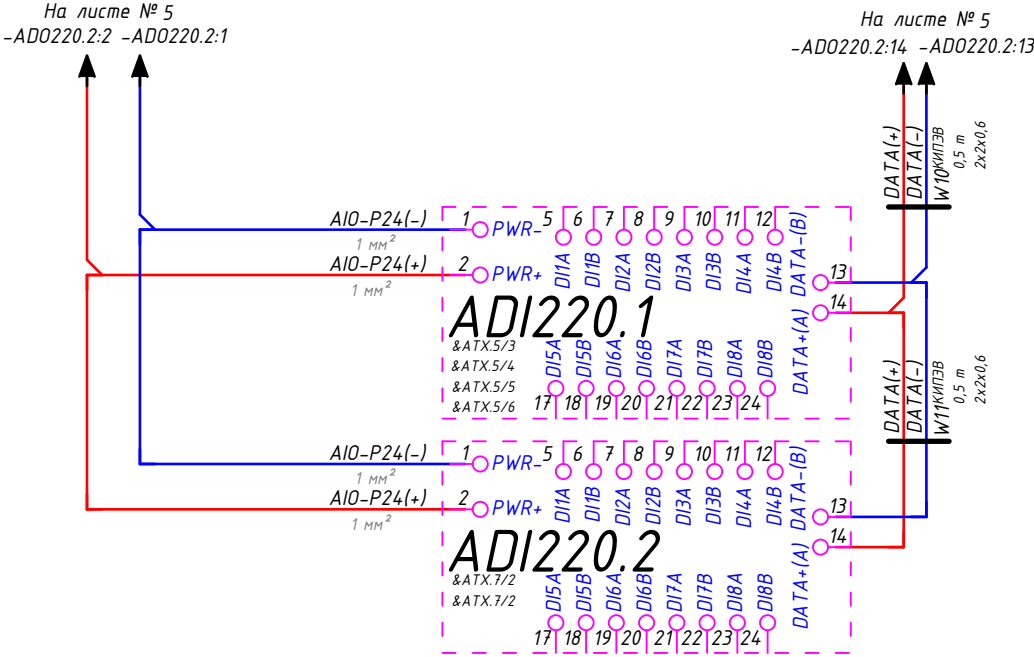 На листе № 5
-ADO220.2:2 -ADO220.2:1
На листе № 5
-ADO220.2:14 -ADO220.2:13
DATA(+)
DATA(-)
W10
КИПЭВ
0,5 m
2x2x0,6
AIO-P24(-)
1 мм²
AIO-P24(+)
1 мм²
1 PWR-
2 PWR+
5 6 7 8 9 10 11 12
DI1A DI1B DI2A DI2B DI3A DI3B DI4A DI4B
DATA-(B)
13
14
DATA+(A)
ADI220.1
&ATX.5/3
&ATX.5/4
&ATX.5/5
&ATX.5/6
DI5A DI5B DI6A DI6B DI7A DI7B DI8A DI8B
17 18 19 20 21 22 23 24
DATA(+)
DATA(-)
W11
КИПЭВ
0,5 m
2x2x0,6
AIO-P24(-)
1 мм²
AIO-P24(+)
1 мм²
1 PWR-
2 PWR+
5 6 7 8 9 10 11 12
DI1A DI1B DI2A DI2B DI3A DI3B DI4A DI4B
DATA-(B)
13
14
DATA+(A)
ADI220.2
&ATX.7/2
&ATX.7/2
DI5A DI5B DI6A DI6B DI7A DI7B DI8A DI8B
17 18 19 20 21 22 23 24